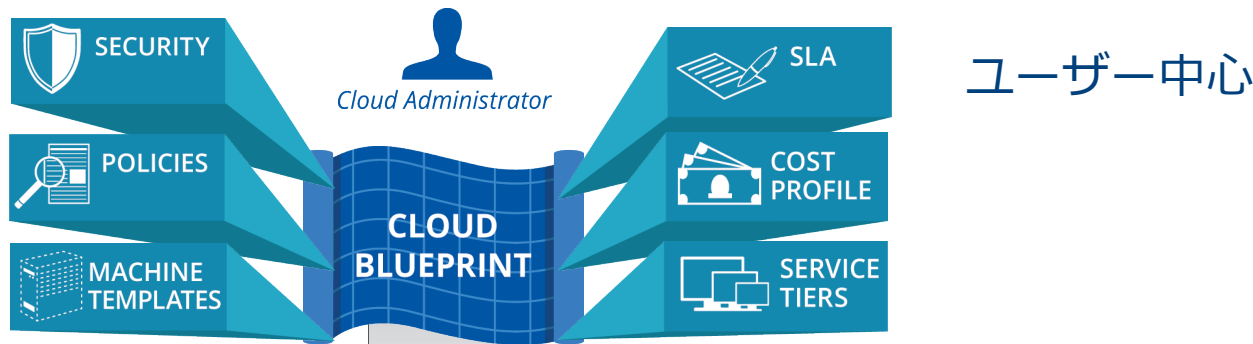 SECURITY
Cloud Administrator
SLA
ユーザー中心
POLICIES
COST
PROFILE
CLOUD
BLUEPRINT
MACHINE
TEMPLATES
SERVICE
TIERS